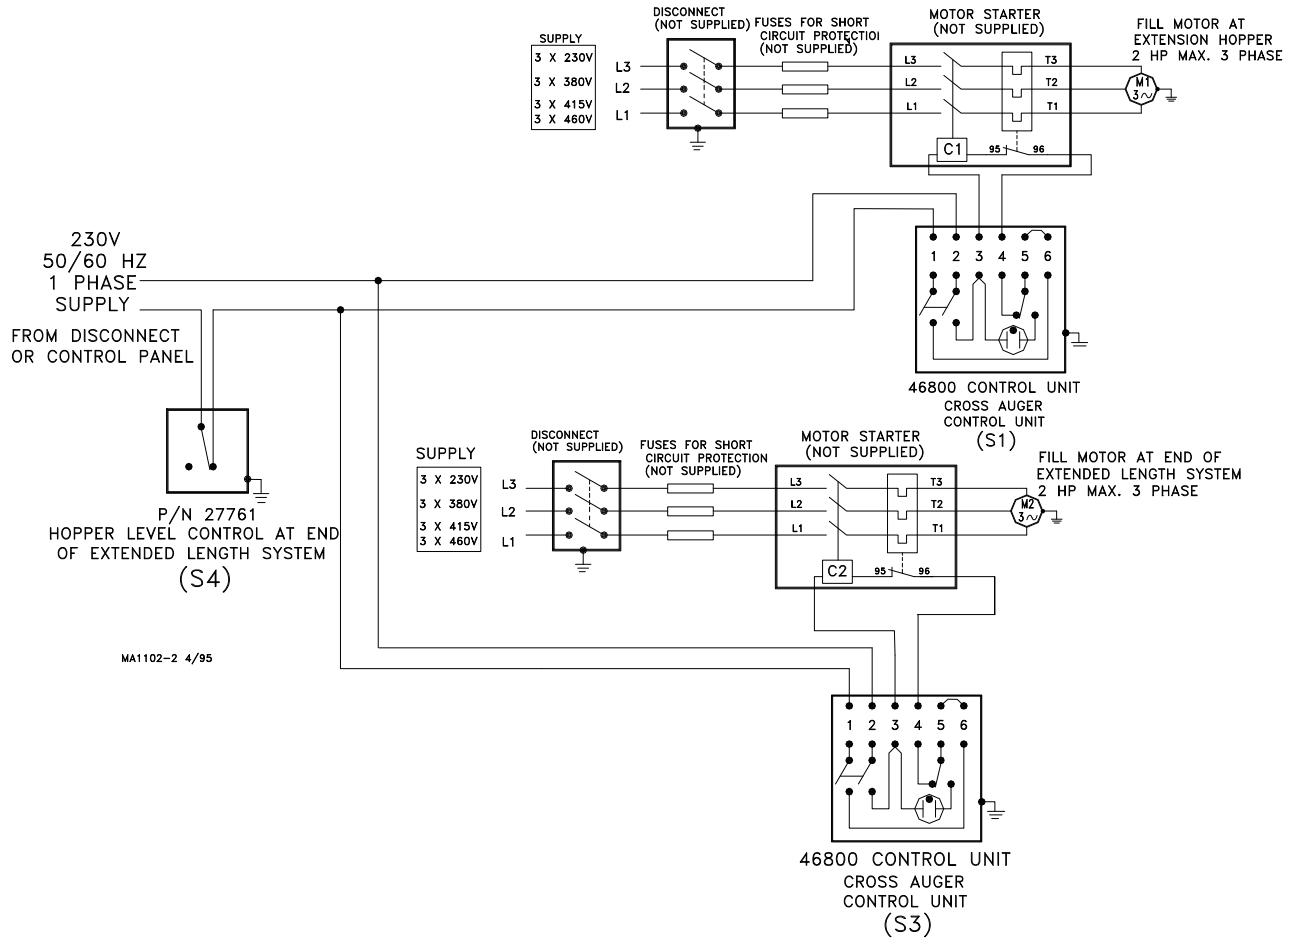 DISCONNECT
(NOT SUPPLIED)
FUSES FOR SHORT
CIRCUIT PROTECTIO
(NOT SUPPLIED)
MOTOR STARTER
(NOT SUPPLIED)
FILL MOTOR AT
EXTENSION HOPPER
2 HP MAX. 3 PHASE
SUPPLY
3 X 230V
3 X 380V
3 X 415V
3 X 460V
L3
L2
L1
L3
L2
L1
T3
T2
T1
M1
3~
C1
95
96
230V
50/60 HZ
1 PHASE
SUPPLY
FROM DISCONNECT
OR CONTROL PANEL
1 2 3 4 5 6
46800 CONTROL UNIT
CROSS AUGER
CONTROL UNIT
(S1)
P/N 27761
HOPPER LEVEL CONTROL AT END
OF EXTENDED LENGTH SYSTEM
(S4)
MA1102-2 4/95
SUPPLY
3 X 230V
3 X 380V
3 X 415V
3 X 460V
DISCONNECT
(NOT SUPPLIED)
FUSES FOR SHORT
CIRCUIT PROTECTION
(NOT SUPPLIED)
MOTOR STARTER
(NOT SUPPLIED)
FILL MOTOR AT END OF
EXTENDED LENGTH SYSTEM
2 HP MAX. 3 PHASE
L3
L2
L1
L3
L2
L1
T3
T2
T1
M2
3~
C2
95
96
1 2 3 4 5 6
46800 CONTROL UNIT
CROSS AUGER
CONTROL UNIT
(S3)